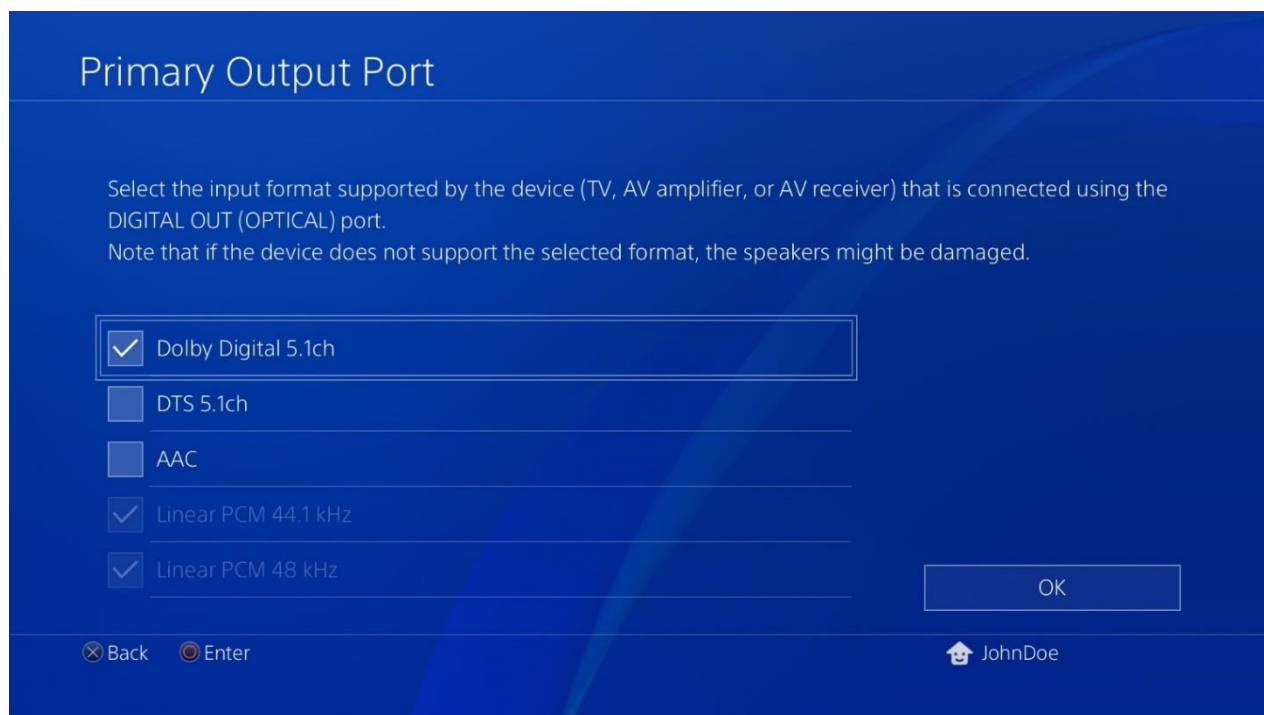 Primary Output Port
Select the input format supported by the device (TV, AV amplifier, or AV receiver) that is connected using the
DIGITAL OUT (OPTICAL) port.
Note that if the device does not support the selected format, the speakers might be damaged.
Dolby Digital 5.1ch
DTS 5.1ch
AAC
Linear PCM 44.1 kHz
Linear PCM 48 kHz
OK
Back Enter JohnDoe